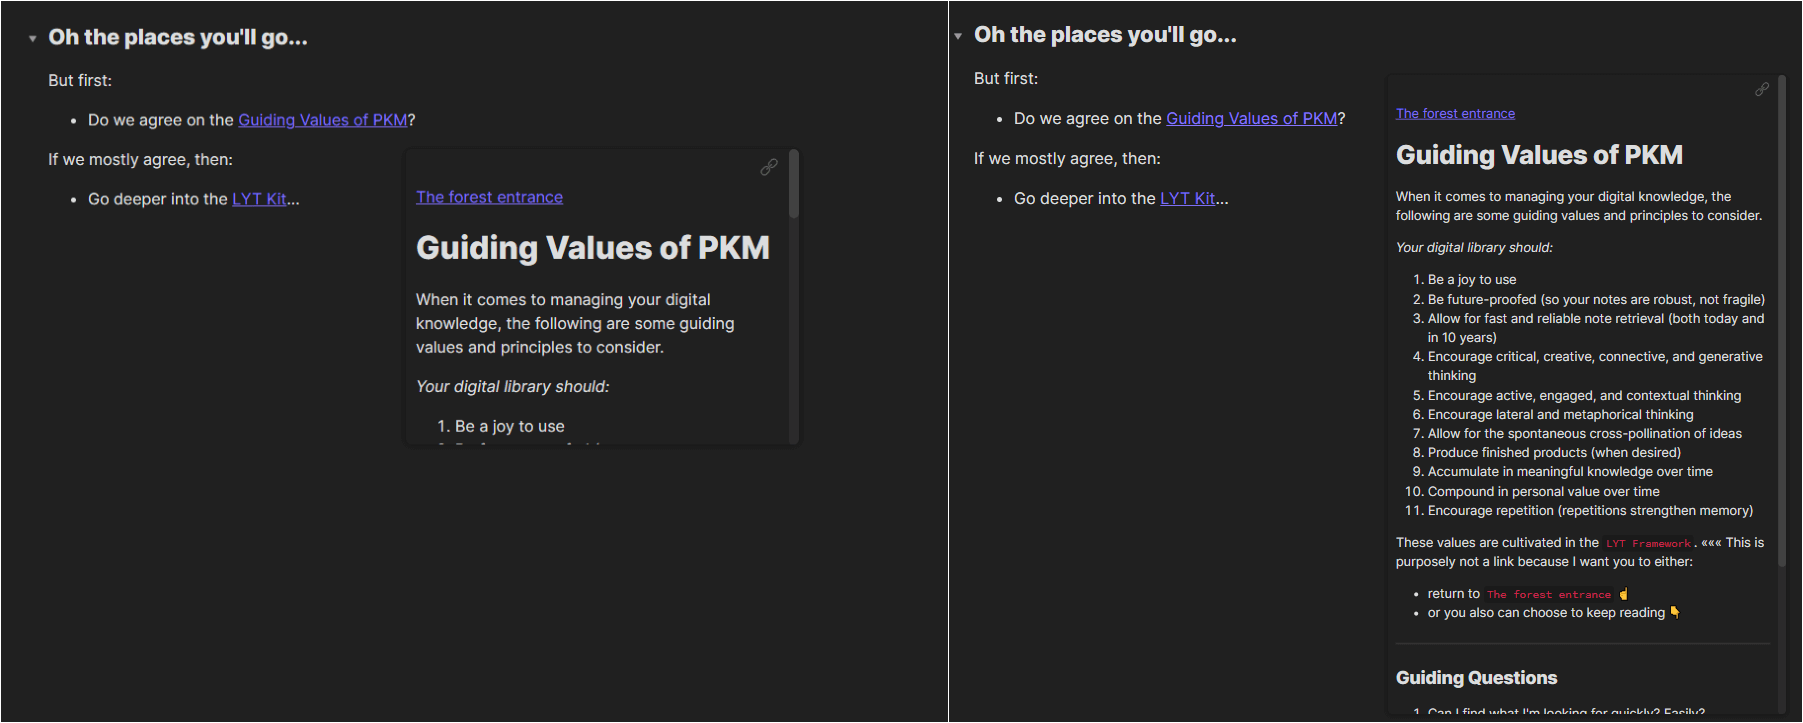 Oh the places you'll go...
But first:
• Do we agree on the Guiding Values of PKM?
If we mostly agree, then:
• Go deeper into the LYT Kit...
The forest entrance
Guiding Values of PKM
When it comes to managing your digital
knowledge, the following are some guiding
values and principles to consider.
Your digital library should:
1. Be a joy to use
Oh the places you'll go...
But first:
• Do we agree on the Guiding Values of PKM?
If we mostly agree, then:
• Go deeper into the LYT Kit...
The forest entrance
Guiding Values of PKM
When it comes to managing your digital knowledge, the
following are some guiding values and principles to consider.
Your digital library should:
1. Be a joy to use
2. Be future-proofed (so your notes are robust, not fragile)
3. Allow for fast and reliable note retrieval (both today and
in 10 years)
4. Encourage critical, creative, connective, and generative
thinking
5. Encourage active, engaged, and contextual thinking
6. Encourage lateral and metaphorical thinking
7. Allow for the spontaneous cross-pollination of ideas
8. Produce finished products (when desired)
9. Accumulate in meaningful knowledge over time
10. Compound in personal value over time
11. Encourage repetition (repetitions strengthen memory)
These values are cultivated in the LYT Framework. ««« This is
purposely not a link because I want you to either:
• return to The forest entrance ☝
• or you also can choose to keep reading 👇
Guiding Questions
1. Can I find what I'm looking for quickly? Easily?